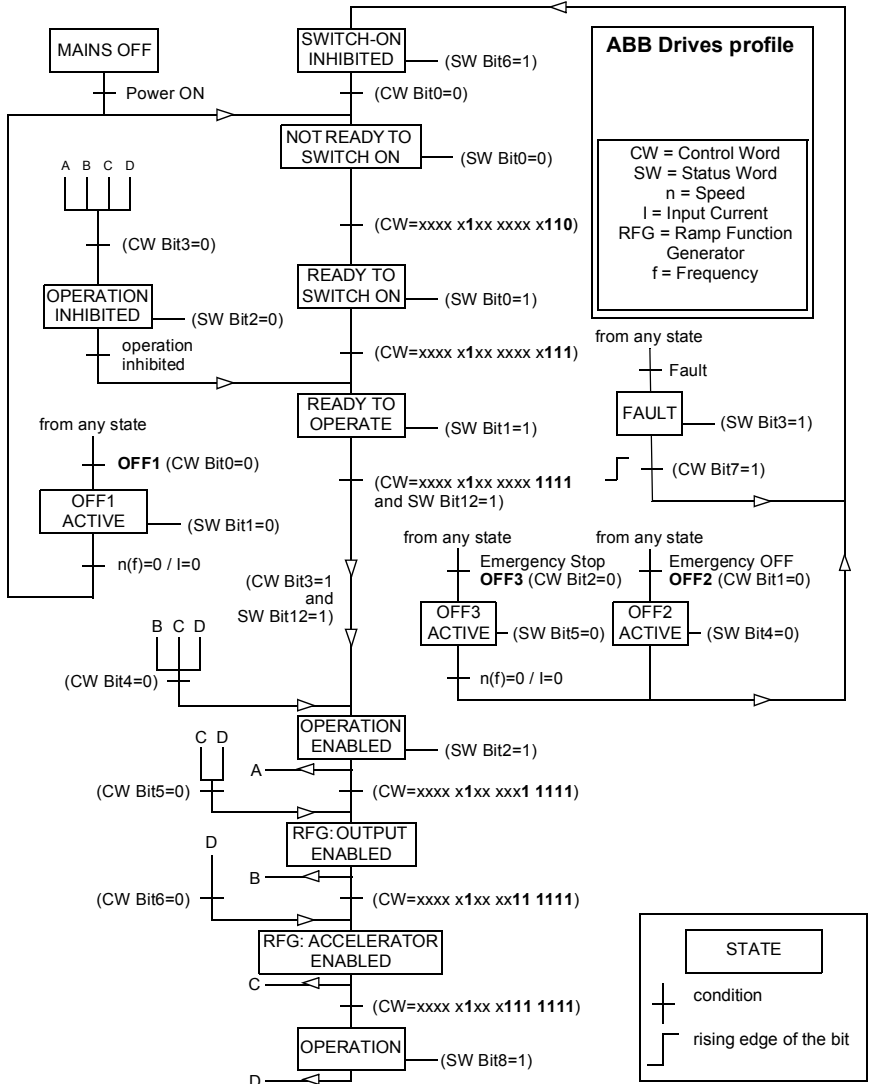 MAINS OFF
Power ON
SWITCH-ON
INHIBITED
(SW Bit6=1)
(CW Bit0=0)
NOT READY TO
SWITCH ON
(SW Bit0=0)
(CW=xxxx x1xx xxxx x110)
READY TO
SWITCH ON
(SW Bit0=1)
(CW=xxxx x1xx xxxx x111)
A B C D
(CW Bit3=0)
OPERATION
INHIBITED
(SW Bit2=0)
operation
inhibited
READY TO
OPERATE
(SW Bit1=1)
(CW=xxxx x1xx xxxx 1111
and SW Bit12=1)
from any state
OFF1 (CW Bit0=0)
OFF1
ACTIVE
(SW Bit1=0)
n(f)=0 / I=0
(CW Bit3=1
and
SW Bit12=1)
ABB Drives profile
CW = Control Word
SW = Status Word
n = Speed
I = Input Current
RFG = Ramp Function
Generator
f = Frequency
from any state
Fault
FAULT
(SW Bit3=1)
(CW Bit7=1)
from any state
Emergency Stop
OFF3 (CW Bit2=0)
OFF3
ACTIVE
(SW Bit5=0)
n(f)=0 / I=0
from any state
Emergency OFF
OFF2 (CW Bit1=0)
OFF2
ACTIVE
(SW Bit4=0)
B C D
(CW Bit4=0)
OPERATION
ENABLED
(SW Bit2=1)
A
(CW=xxxx x1xx xxx1 1111)
C D
(CW Bit5=0)
RFG: OUTPUT
ENABLED
B
(CW=xxxx x1xx xx11 1111)
D
(CW Bit6=0)
RFG: ACCELERATOR
ENABLED
C
(CW=xxxx x1xx x111 1111)
OPERATION
(SW Bit8=1)
D
STATE
condition
rising edge of the bit